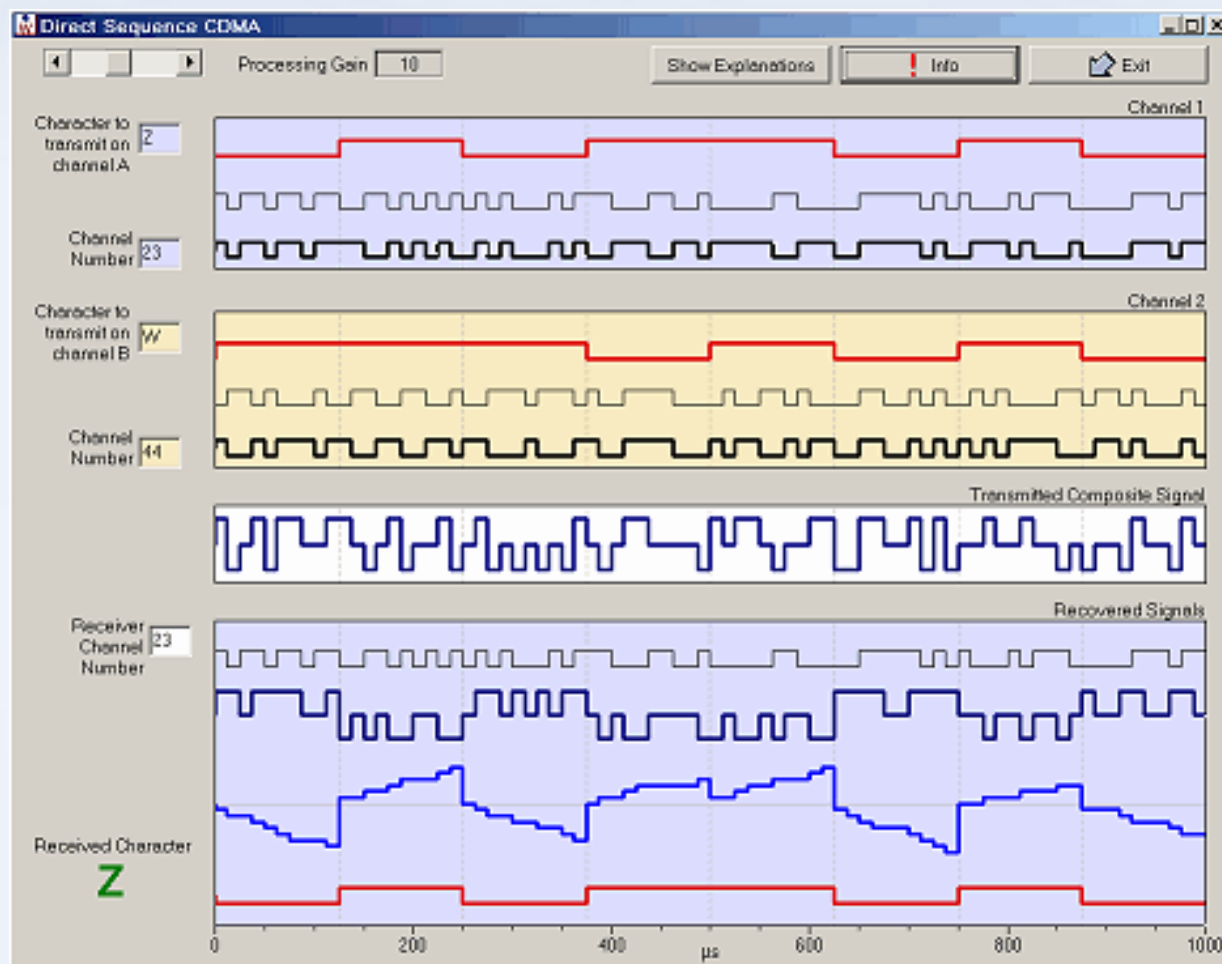 Direct Sequence CDMA
Processing Gain 10
Show Explanations
! Info
Exit
Channel 1
Character to
transmit on
channel A
Z
Channel
Number
23
Channel 2
Character to
transmit on
channel B
W
Channel
Number
44
Transmitted Composite Signal
Recovered Signals
Receiver
Channel
Number
23
Received Character
Z
0 200 400 600 800 1000
µs